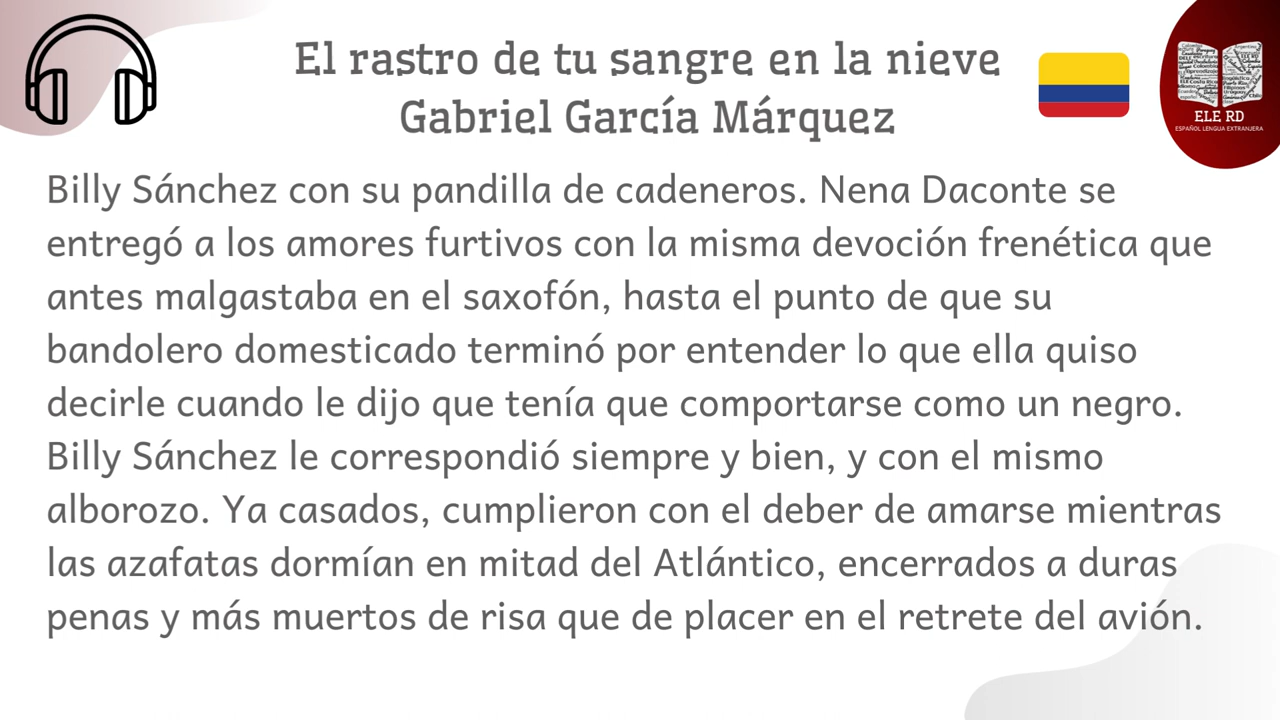 El rastro de tu sangre en la nieve
Gabriel García Márquez
ELE RD
ESPAÑOL LENGUA EXTRANJERA
Billy Sánchez con su pandilla de cadeneros. Nena Daconte se
entregó a los amores furtivos con la misma devoción frenética que
antes malgastaba en el saxofón, hasta el punto de que su
bandolero domesticado terminó por entender lo que ella quiso
decirle cuando le dijo que tenía que comportarse como un negro.
Billy Sánchez le correspondió siempre y bien, y con el mismo
alborozo. Ya casados, cumplieron con el deber de amarse mientras
las azafatas dormían en mitad del Atlántico, encerrados a duras
penas y más muertos de risa que de placer en el retrete del avión.